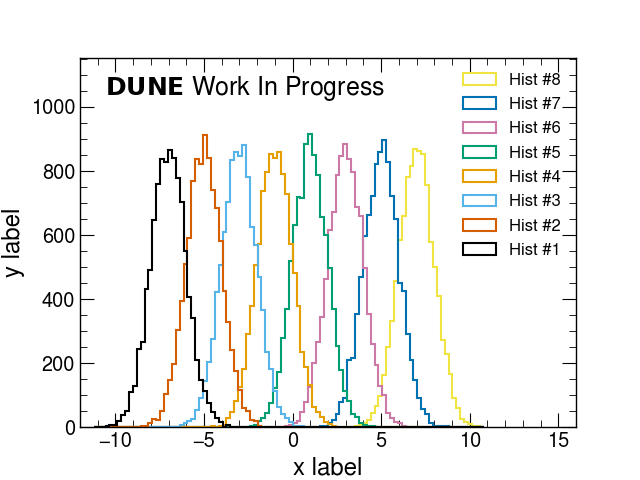 DUNE Work In Progress
Hist #8
Hist #7
Hist #6
Hist #5
Hist #4
Hist #3
Hist #2
Hist #1
y label
1000
800
600
400
200
0
−10 −5 0 5 10 15
x label